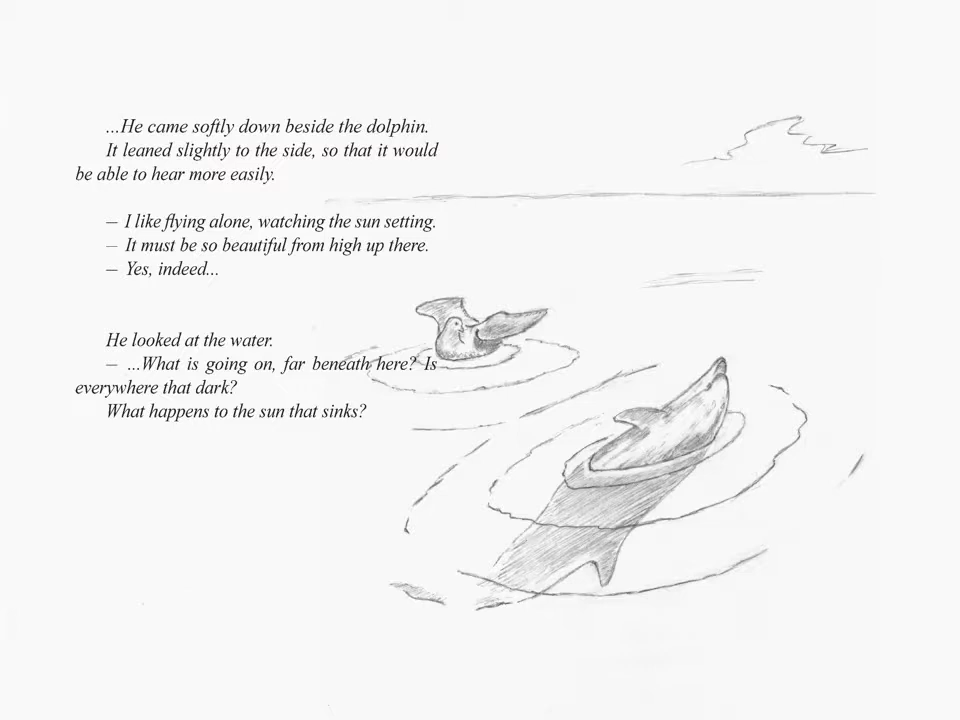 ...He came softly down beside the dolphin.
It leaned slightly to the side, so that it would
be able to hear more easily.
– I like flying alone, watching the sun setting.
– It must be so beautiful from high up there.
– Yes, indeed...
He looked at the water.
– ...What is going on, far beneath here? Is
everywhere that dark?
What happens to the sun that sinks?